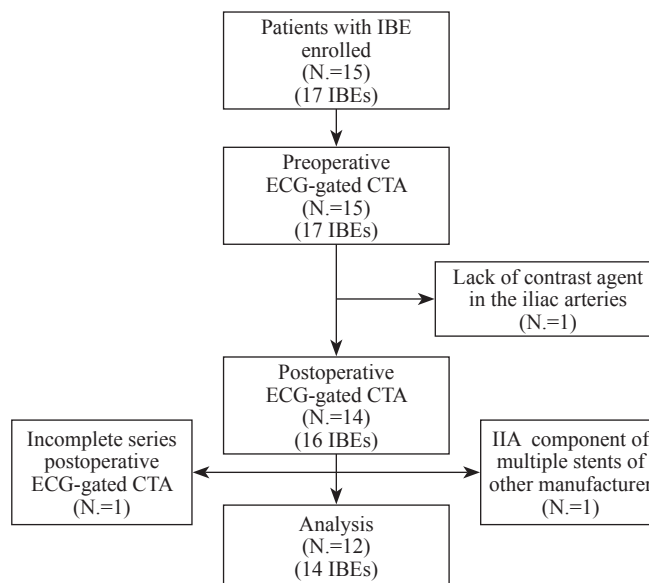 Patients with IBE
enrolled
(N.=15)
(17 IBEs)
Preoperative
ECG-gated CTA
(N.=15)
(17 IBEs)
Lack of contrast agent
in the iliac arteries
(N.=1)
Postoperative
ECG-gated CTA
(N.=14)
(16 IBEs)
Incomplete series
postoperative
ECG-gated CTA
(N.=1)
IIA component of
multiple stents of
other manufacturer
(N.=1)
Analysis
(N.=12)
(14 IBEs)